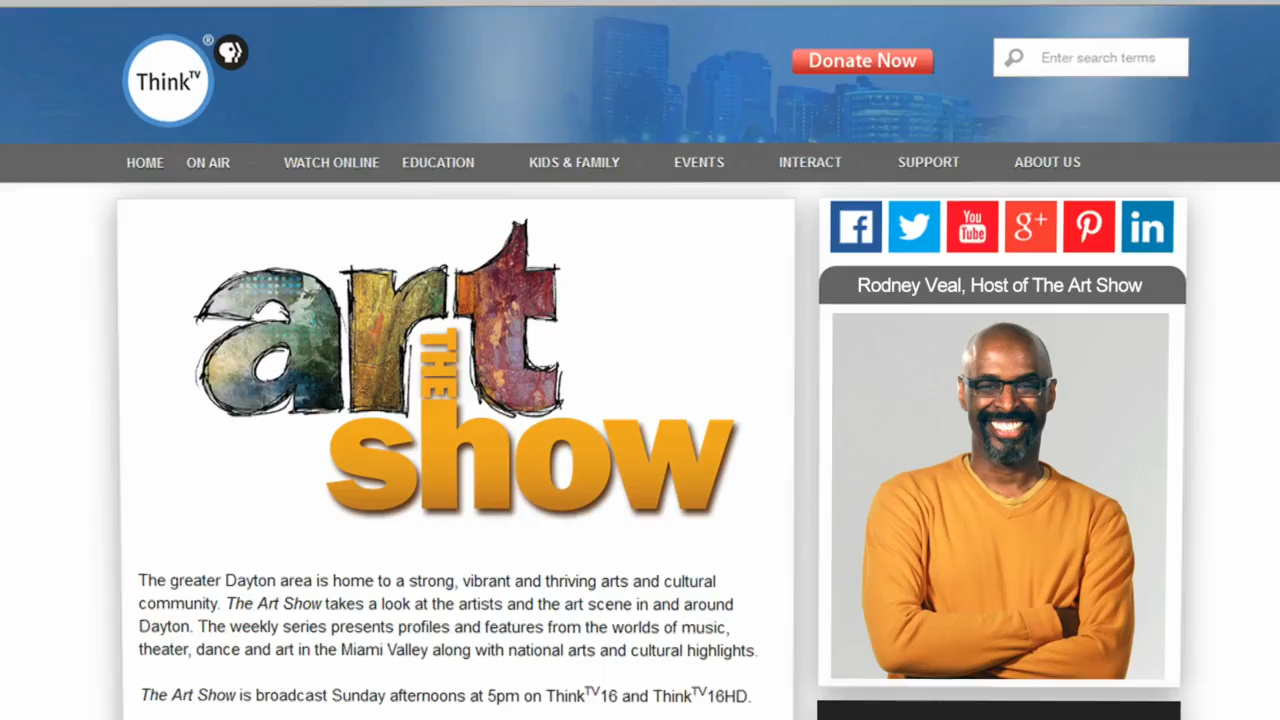 Think TV ®
Donate Now
Enter search terms
HOME ON AIR WATCH ONLINE EDUCATION KIDS & FAMILY EVENTS INTERACT SUPPORT ABOUT US
art
THE
show
You
Tube
g+
in
Rodney Veal, Host of The Art Show
The greater Dayton area is home to a strong, vibrant and thriving arts and cultural
community. The Art Show takes a look at the artists and the art scene in and around
Dayton. The weekly series presents profiles and features from the worlds of music,
theater, dance and art in the Miami Valley along with national arts and cultural highlights.
The Art Show is broadcast Sunday afternoons at 5pm on ThinkTV16 and ThinkTV16HD.